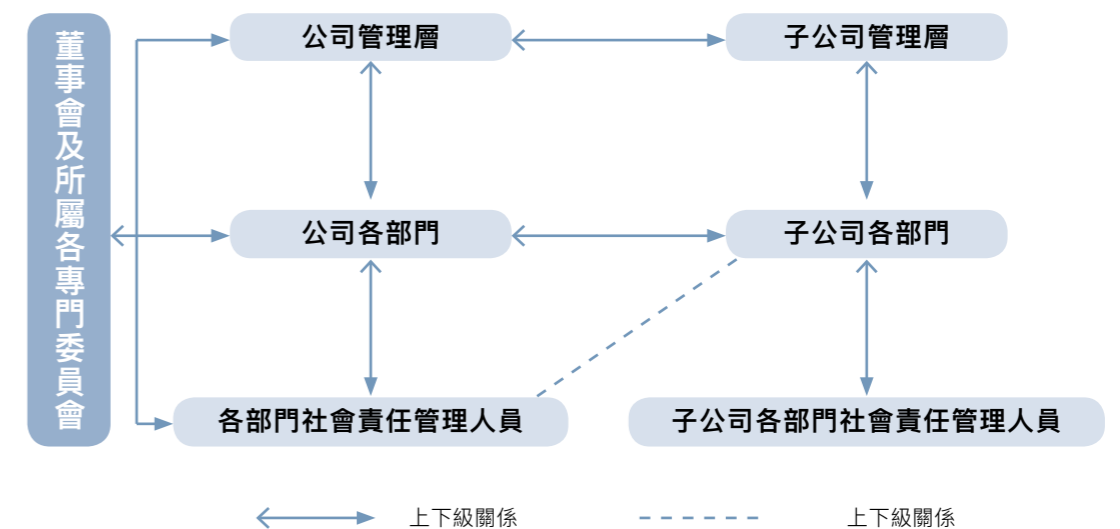 董事會及所屬各專門委員會
公司管理層
子公司管理層
公司各部門
子公司各部門
各部門社會責任管理人員
子公司各部門社會責任管理人員
上下級關係
上下級關係